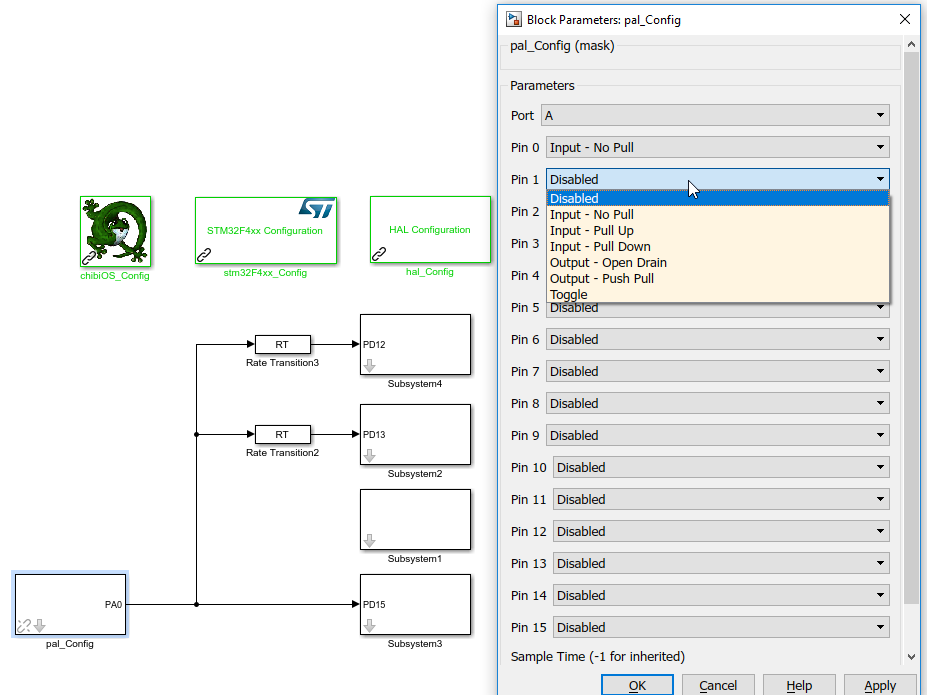 Block Parameters: pal_Config
pal_Config (mask)
Parameters
Port A
Pin 0 Input - No Pull
Pin 1 Disabled
Disabled
Pin 2 Input - No Pull
Input - Pull Up
Pin 3 Input - Pull Down
Output - Open Drain
Pin 4 Output - Push Pull
Toggle
Pin 5 Disabled
Pin 6 Disabled
Pin 7 Disabled
Pin 8 Disabled
Pin 9 Disabled
Pin 10 Disabled
Pin 11 Disabled
Pin 12 Disabled
Pin 13 Disabled
Pin 14 Disabled
Pin 15 Disabled
Sample Time (-1 for inherited)
OK Cancel Help Apply
chibiOS_Config
ST
STM32F4xx Configuration
stm32F4xx_Config
HAL Configuration
hal_Config
RT
Rate Transition3
PD12
Subsystem4
RT
Rate Transition2
PD13
Subsystem2
Subsystem1
PA0
pal_Config
PD15
Subsystem3